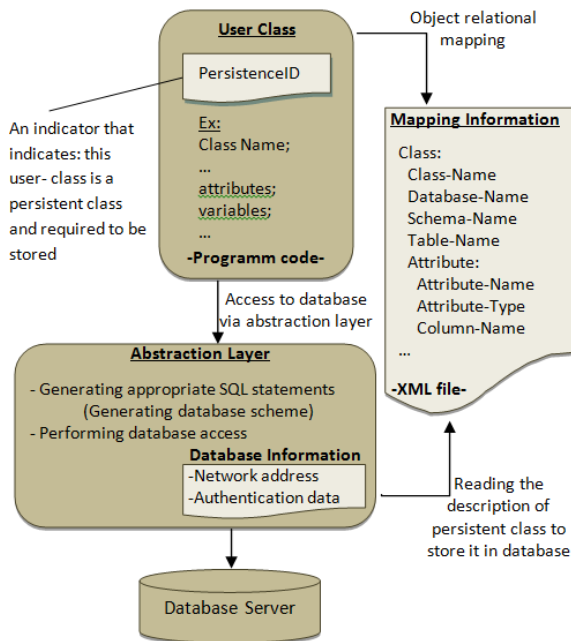 User Class
PersistenceID
Ex:
Class Name;
...
attributes;
variables;
...
-Programm code-
Object relational
mapping
An indicator that
indicates: this
user- class is a
persistent class
and required to be
stored
Mapping Information
Class:
Class-Name
Database-Name
Schema-Name
Table-Name
Attribute:
Attribute-Name
Attribute-Type
Column-Name
...
-XML file-
Access to database
via abstraction layer
Abstraction Layer
- Generating appropriate SQL statements
(Generating database scheme)
- Performing database access
Database Information
-Network address
-Authentication data
Reading the
description of
persistent class to
store it in database
Database Server